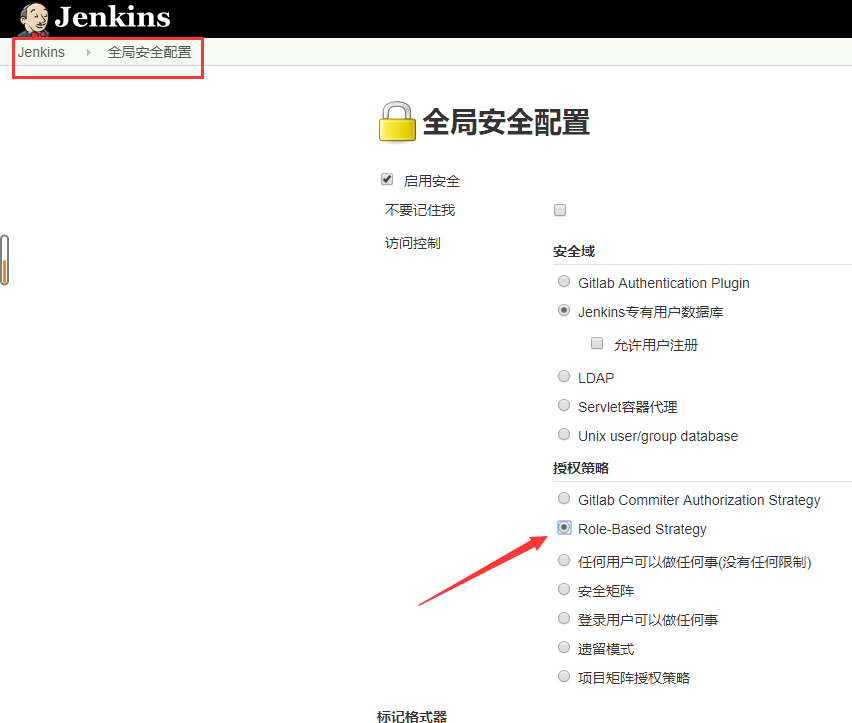 Jenkins
Jenkins 全局安全配置
全局安全配置
启用安全
不要记住我
访问控制
安全域
Gitlab Authentication Plugin
Jenkins专有用户数据库
允许用户注册
LDAP
Servlet容器代理
Unix user/group database
授权策略
Gitlab Commiter Authorization Strategy
Role-Based Strategy
任何用户可以做任何事(没有任何限制)
安全矩阵
登录用户可以做任何事
遗留模式
项目矩阵授权策略
标记格式器